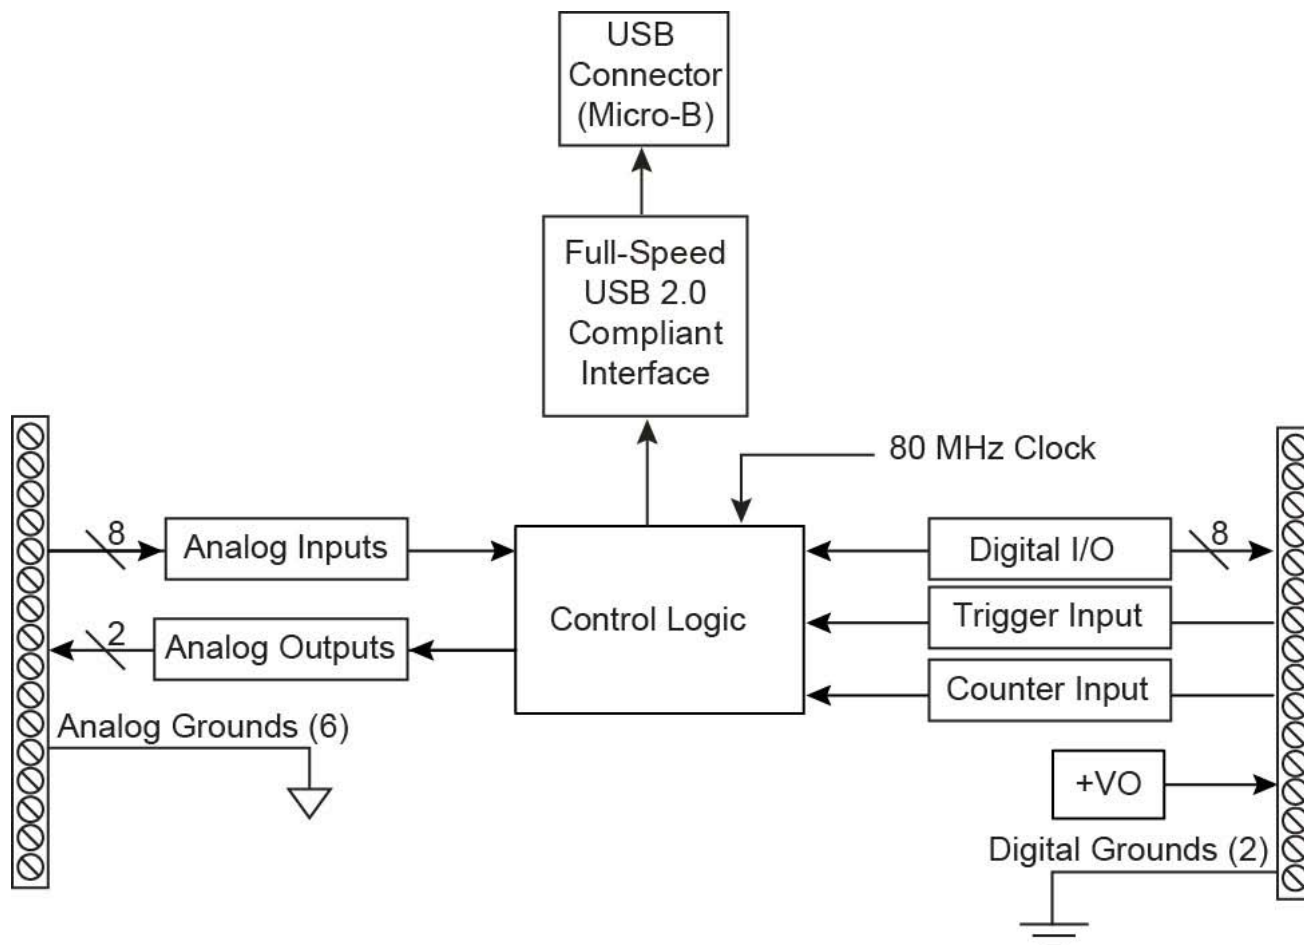 USB
Connector
(Micro-B)
Full-Speed
USB 2.0
Compliant
Interface
80 MHz Clock
8
Analog Inputs
Control Logic
Digital I/O
8
2
Analog Outputs
Trigger Input
Counter Input
Analog Grounds (6)
+VO
Digital Grounds (2)